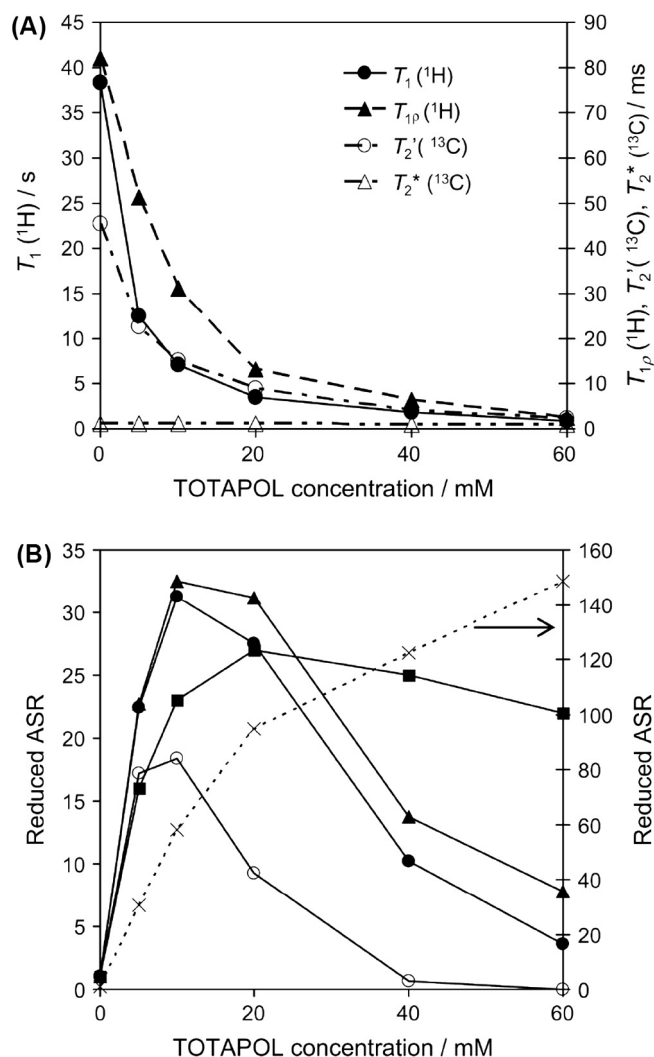 (A)
45
40
35
30
25
20
15
10
5
0
T₁ (¹H) / s
T₁ (¹H)
T₁ρ (¹H)
T₂’( ¹³C)
T₂* (¹³C)
90
80
70
60
50
40
30
20
10
0
T₁ρ (¹H), T₂’( ¹³C), T₂* (¹³C) / ms
0 20 40 60
TOTAPOL concentration / mM
(B)
35
30
25
20
15
10
5
0
Reduced ASR
160
140
120
100
80
60
40
20
0
Reduced ASR
0 20 40 60
TOTAPOL concentration / mM